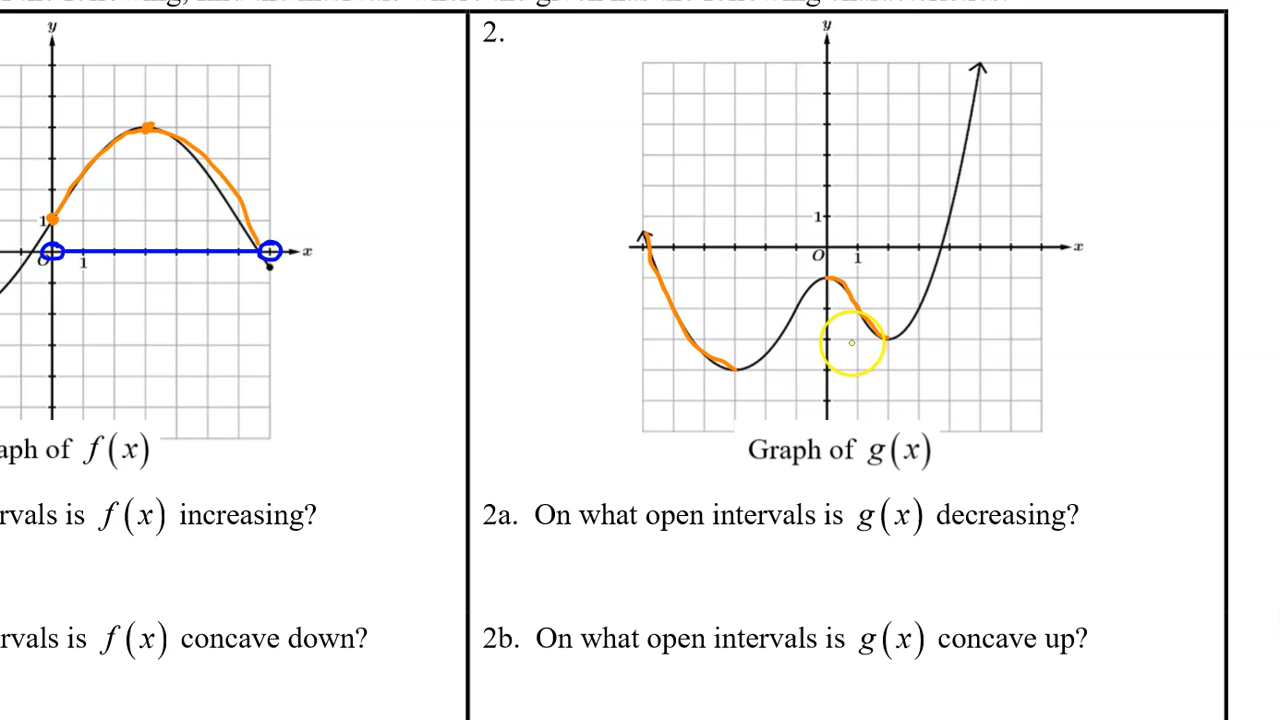 y
1
O
1
x
aph of f(x)
rvals is f(x) increasing?
rvals is f(x) concave down?
2.
y
1
O
1
x
Graph of g(x)
2a. On what open intervals is g(x) decreasing?
2b. On what open intervals is g(x) concave up?